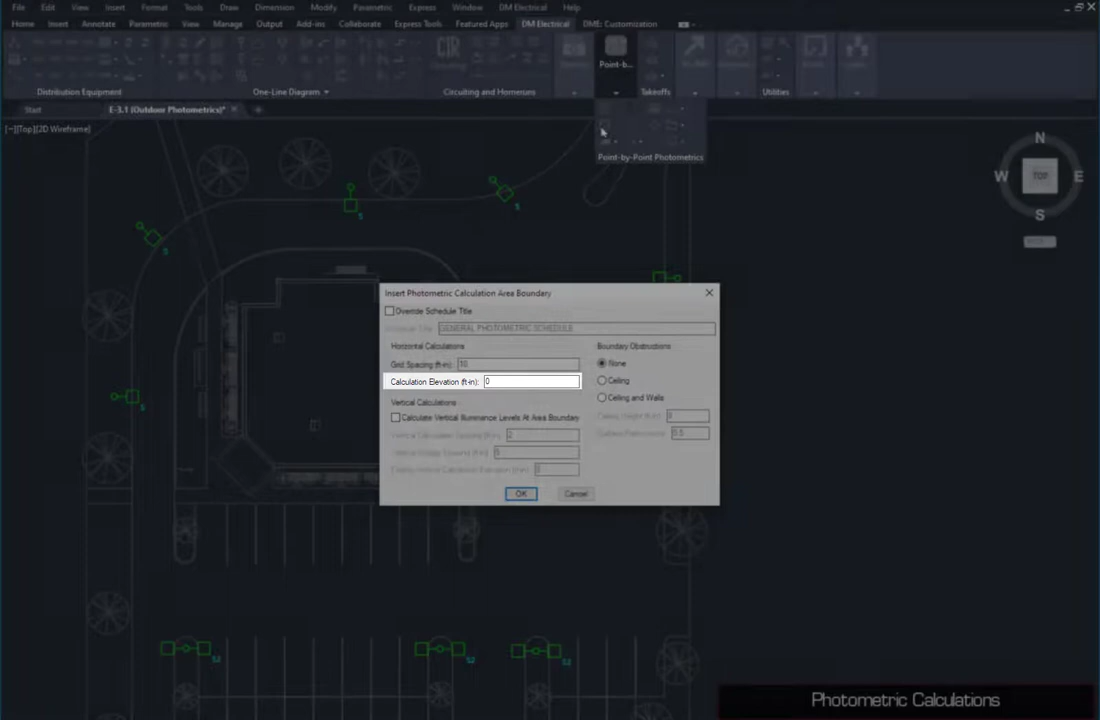 File Edit View Insert Format Tools Draw Dimension Modify Parametric Express Window DM Electrical Help
Home Insert Annotate Parametric View Manage Output Add-ins Collaborate Express Tools Featured Apps DM Electrical DME: Customization
CIR Point-b...
Distribution Equipment One-Line Diagram Circuiting and Homeruns Takeoffs Utilities
Start E-3.1 (Outdoor Photometrics)*
[−][Top][2D Wireframe]
Point-by-Point Photometrics
N
W TOP E
S
S
S
S
S
Insert Photometric Calculation Area Boundary
Override Schedule Title
GENERAL PHOTOMETRIC SCHEDULE
Horizontal Calculations
Boundary Obstructions
Grid Spacing (ft-in): 10
None
Calculation Elevation (ft-in): 0
Ceiling
Vertical Calculations
Ceiling and Walls
Calculate Vertical Illuminance Levels At Area Boundary
OK Cancel
S2 S2 S2
Photometric Calculations